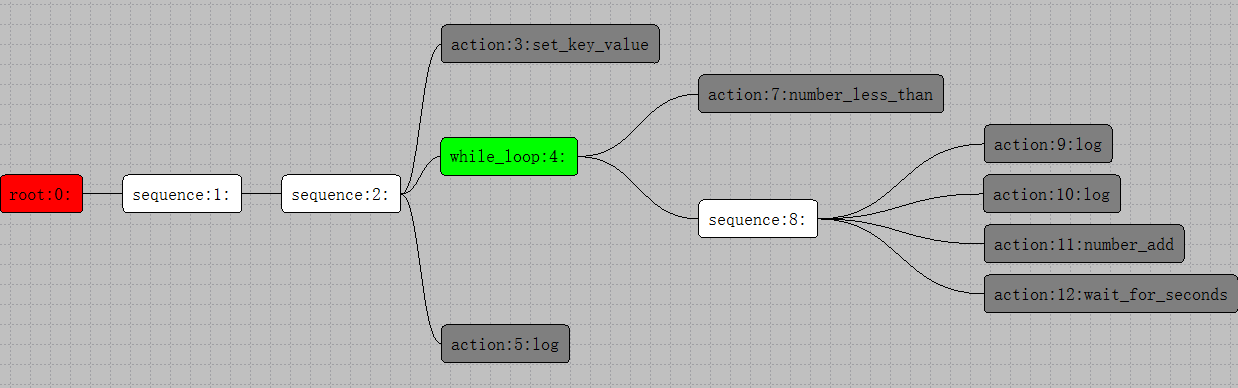 root:0:
sequence:1:
sequence:2:
action:3:set_key_value
while_loop:4:
action:7:number_less_than
sequence:8:
action:9:log
action:10:log
action:11:number_add
action:12:wait_for_seconds
action:5:log